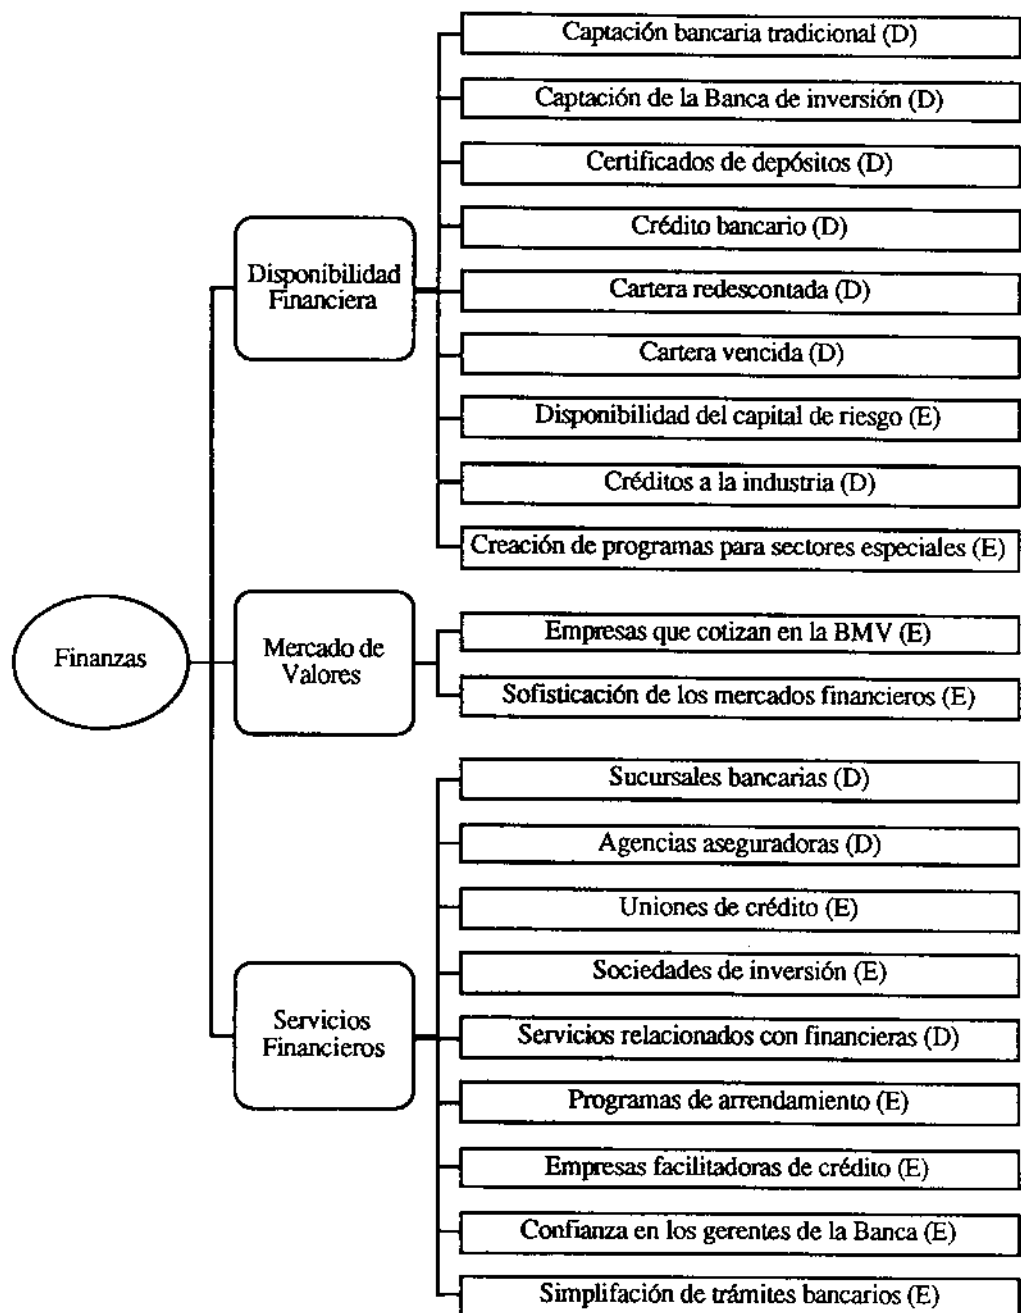 Captación bancaria tradicional (D)
Captación de la Banca de inversión (D)
Certificados de depósitos (D)
Crédito bancario (D)
Disponibilidad
Financiera
Cartera redescontada (D)
Cartera vencida (D)
Disponibilidad del capital de riesgo (E)
Créditos a la industria (D)
Creación de programas para sectores especiales (E)
Finanzas
Mercado de
Valores
Empresas que cotizan en la BMV (E)
Sofisticación de los mercados financieros (E)
Sucursales bancarias (D)
Agencias aseguradoras (D)
Uniones de crédito (E)
Sociedades de inversión (E)
Servicios
Financieros
Servicios relacionados con financieras (D)
Programas de arrendamiento (E)
Empresas facilitadoras de crédito (E)
Confianza en los gerentes de la Banca (E)
Simplifación de trámites bancarios (E)